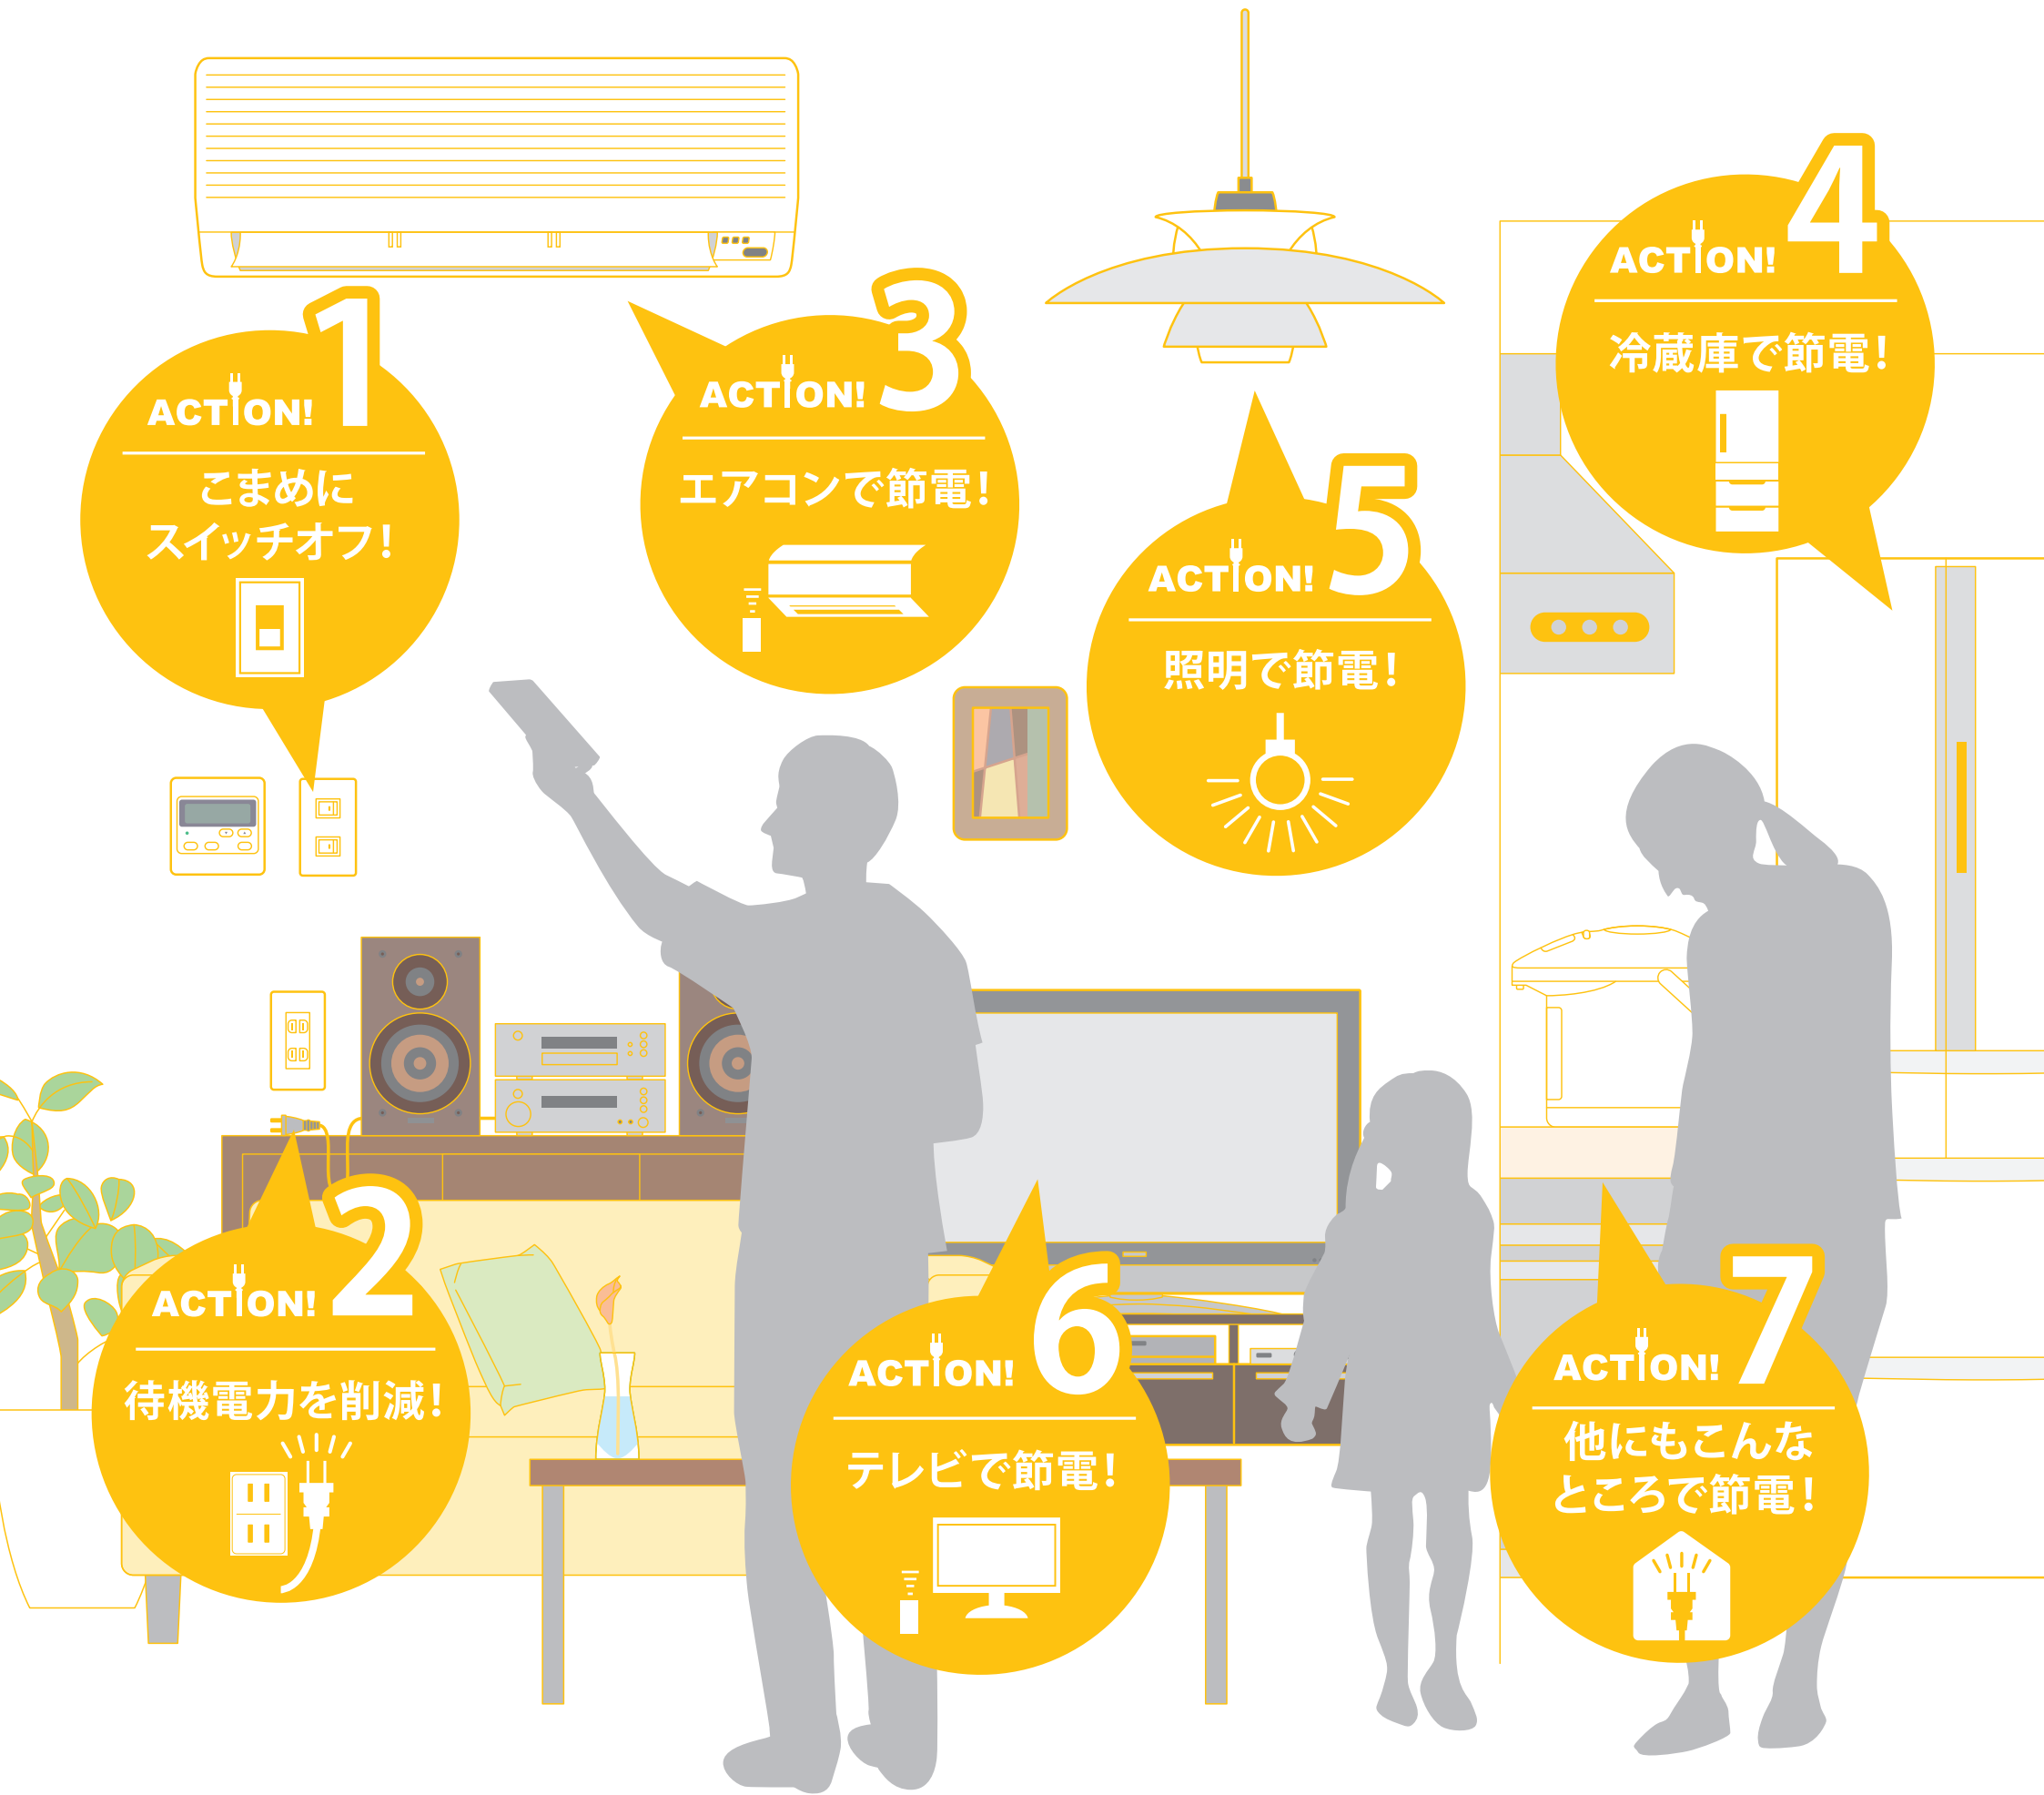 ACTION! 1
こまめに
スイッチオフ!
ACTION! 2
待機電力を削減!
ACTION! 3
エアコンで節電!
ACTION! 4
冷蔵庫で節電!
ACTION! 5
照明で節電!
ACTION! 6
テレビで節電!
ACTION! 7
他にもこんな
ところで節電!